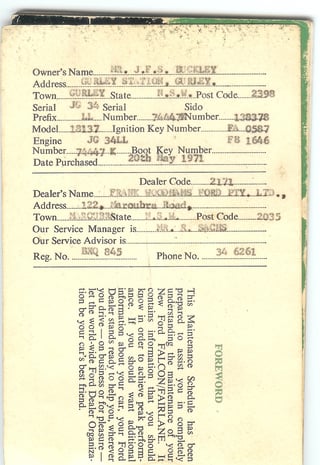 Owner's Name MR. J.F.S. BUCKLEY
Address GURLEY STATION, GURLEY.
Town GURLEY State N.S.W. Post Code 2398
Serial JG 34 Serial Sido
Prefix LL Number 74447K Number 138378
Model 18137 Ignition Key Number FA 0587
Engine JG 34LL FB 1646
Number 74447 K Boot Key Number
Date Purchased 20th May 1971
Dealer Code 2171
Dealer's Name FRANK WOODHAMS FORD PTY. LTD.,
Address 122, Maroubra Road,
Town MAROUBRA State N.S.W. Post Code 2035
Our Service Manager is MR. R. SACHS
Our Service Advisor is
Reg. No. BNQ 845 Phone No. 34 6261
FOREWORD
This Maintenance Schedule has been
prepared to assist you in completely
understanding the maintenance of your
New Ford FALCON/FAIRLANE. It
contains information that you should
know in order to achieve peak perform-
ance. If you should want additional
information about your car, your Ford
Dealer stands ready to help you, wherever
you drive — on business or for pleasure —
let the world-wide Ford Dealer Organiza-
tion be your car's best friend.